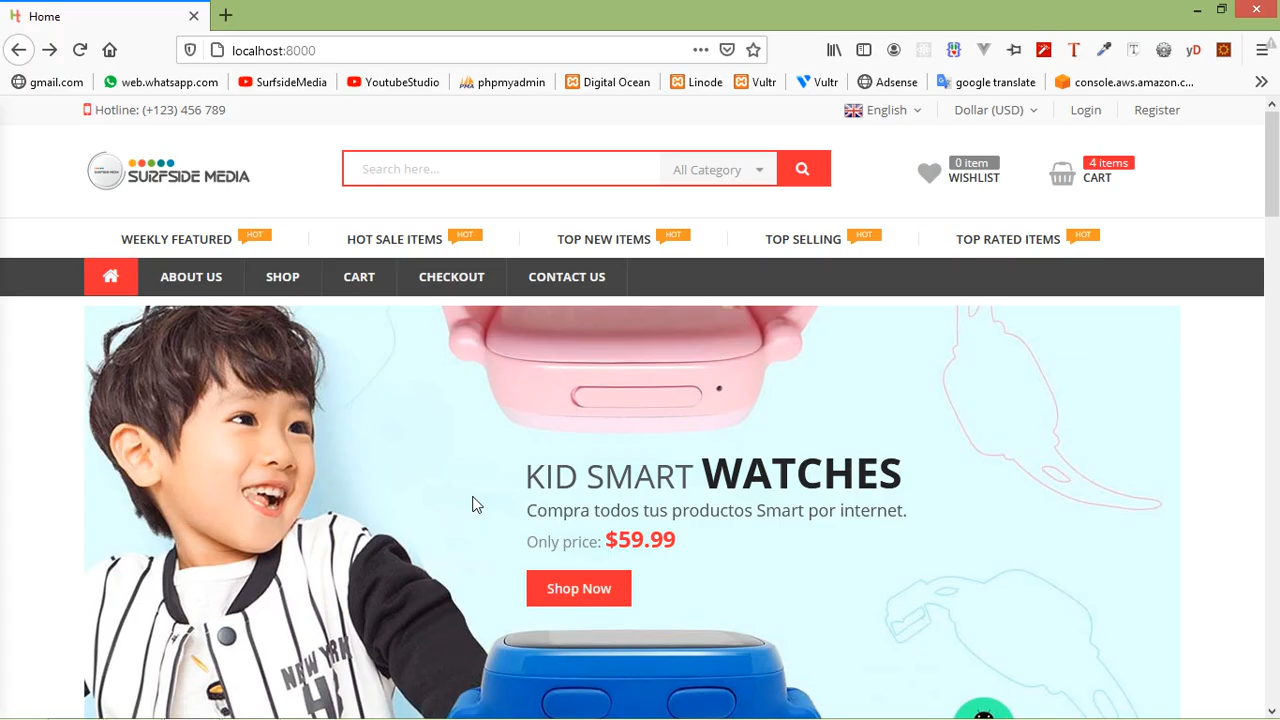 Home
localhost:8000
gmail.com web.whatsapp.com SurfsideMedia YoutubeStudio phpmyadmin Digital Ocean Linode Vultr Vultr Adsense google translate console.aws.amazon.c...
Hotline: (+123) 456 789 English Dollar (USD) Login Register
SURFSIDE MEDIA
Search here... All Category
0 item
WISHLIST
4 items
CART
WEEKLY FEATURED HOT HOT SALE ITEMS HOT TOP NEW ITEMS HOT TOP SELLING HOT TOP RATED ITEMS HOT
ABOUT US SHOP CART CHECKOUT CONTACT US
KID SMART WATCHES
Compra todos tus productos Smart por internet.
Only price: $59.99
Shop Now
NEW YORK